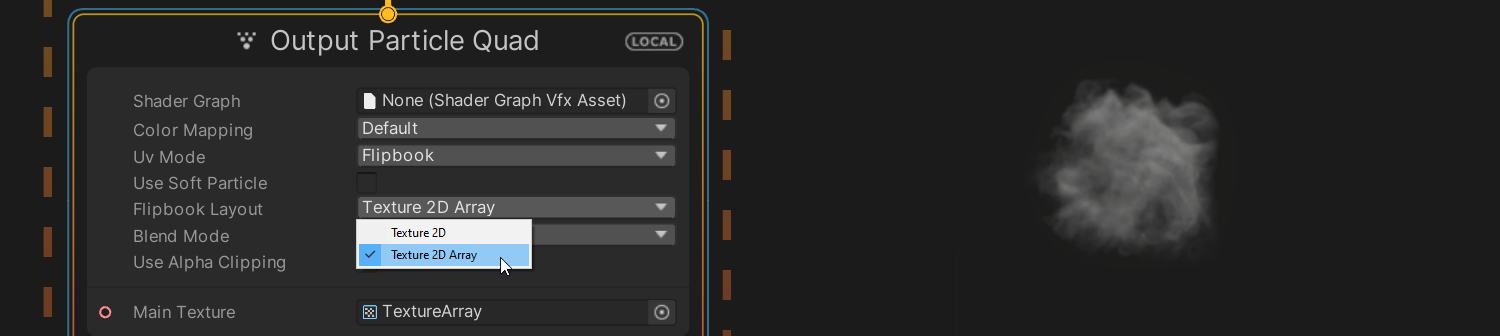 Output Particle Quad LOCAL
Shader Graph None (Shader Graph Vfx Asset)
Color Mapping Default
Uv Mode Flipbook
Use Soft Particle
Flipbook Layout Texture 2D Array
Texture 2D
Blend Mode
Texture 2D Array
Use Alpha Clipping
Main Texture TextureArray